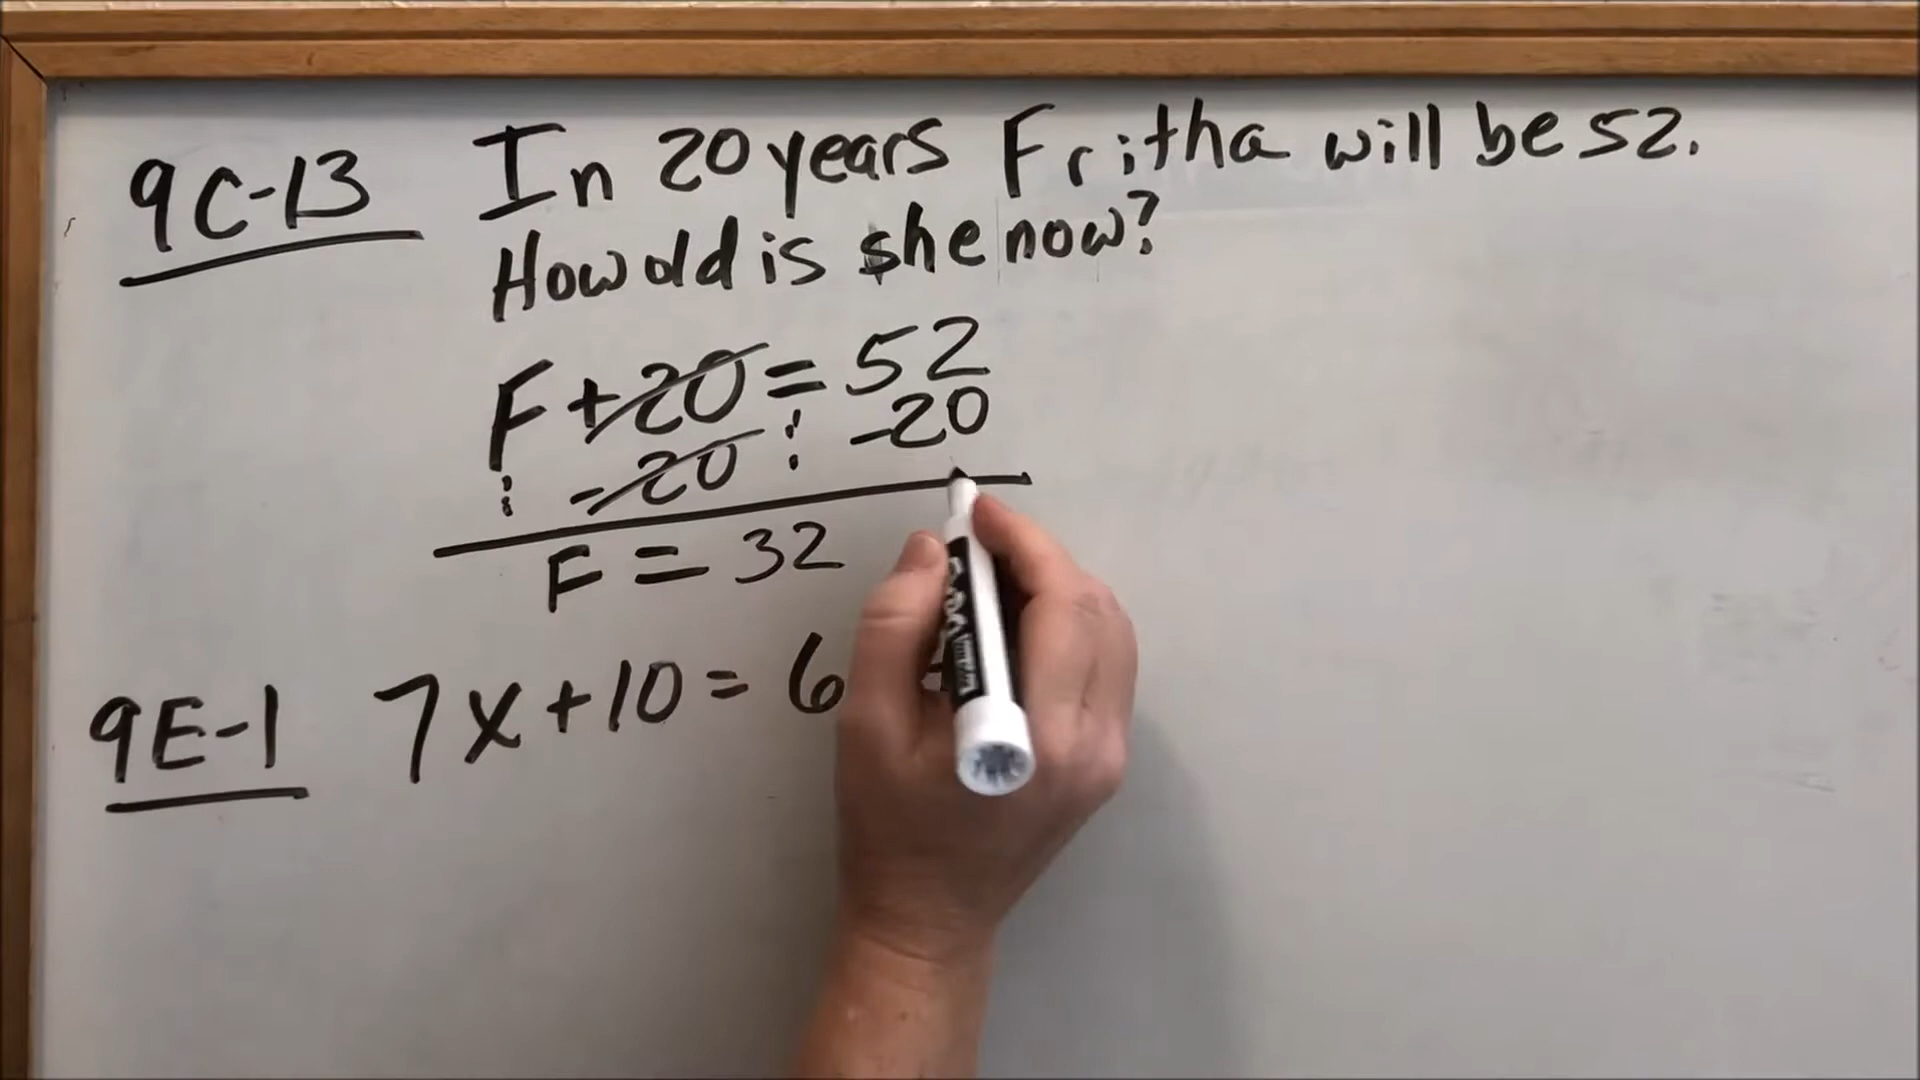 9C-13 In 20 years Fritha will be 52.
How old is she now?
F + 20 = 52
- 20 -20
F = 32
9E-1 7x + 10 = 6
EXPO